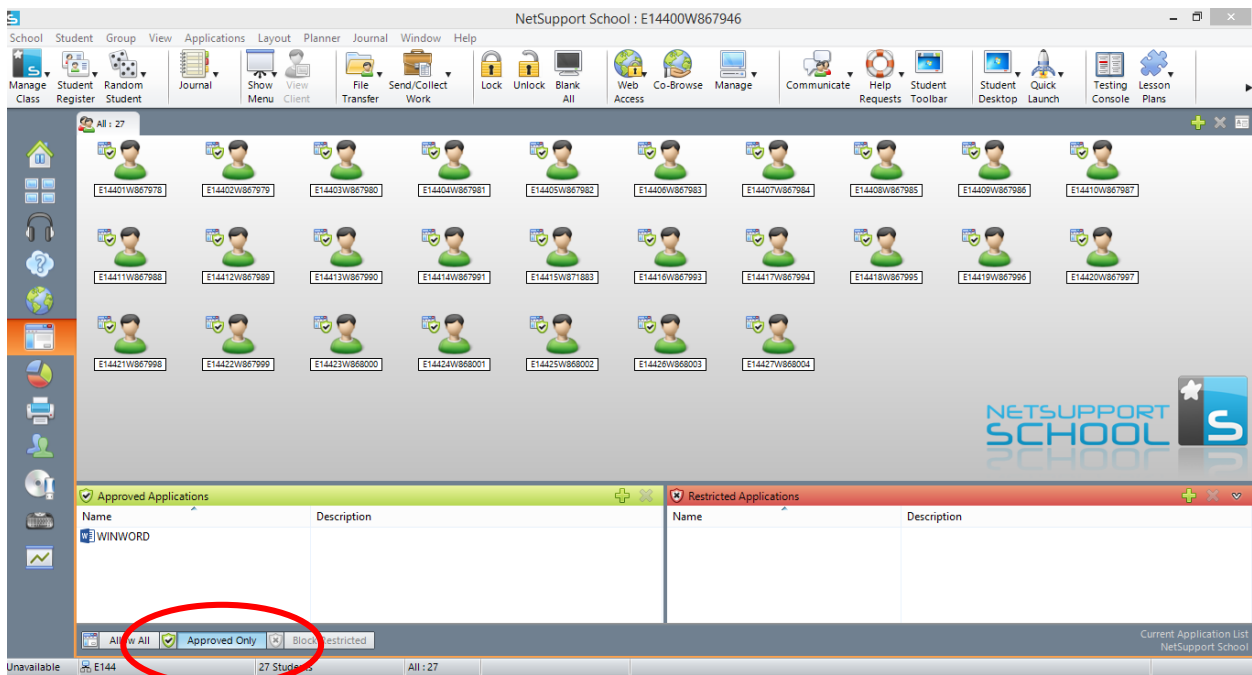 NetSupport School : E14400W867946
School Student Group View Applications Layout Planner Journal Window Help
Manage Class Student Register Random Student Journal Show Menu View Client File Transfer Send/Collect Work Lock Unlock Blank All Web Access Co-Browse Manage Communicate Help Requests Student Toolbar Student Desktop Quick Launch Testing Console Lesson Plans
All : 27
E14401W867978 E14402W867979 E14403W867980 E14404W867981 E14405W867982 E14406W867983 E14407W867984 E14408W867985 E14409W867986 E14410W867987
E14411W867988 E14412W867989 E14413W867990 E14414W867991 E14415W871883 E14416W867993 E14417W867994 E14418W867995 E14419W867996 E14420W867997
E14421W867998 E14422W867999 E14423W868000 E14424W868001 E14425W868002 E14426W868003 E14427W868004
NETSUPPORT
SCHOOL
S
Approved Applications Restricted Applications
Name Description Name Description
WINWORD
Allow All Approved Only Block Restricted
Current Application List
NetSupport School
Unavailable E144 27 Students All : 27